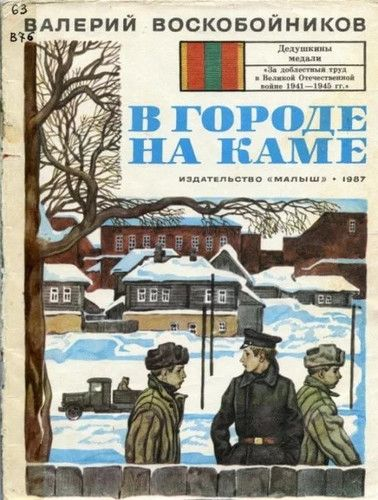 63
В76
ВАЛЕРИЙ ВОСКОБОЙНИКОВ
Дедушкины
медали
«За доблестный труд
в Великой Отечественной
войне 1941—1945 гг.»
В ГОРОДЕ
НА КАМЕ
ИЗДАТЕЛЬСТВО «МАЛЫШ» • 1987